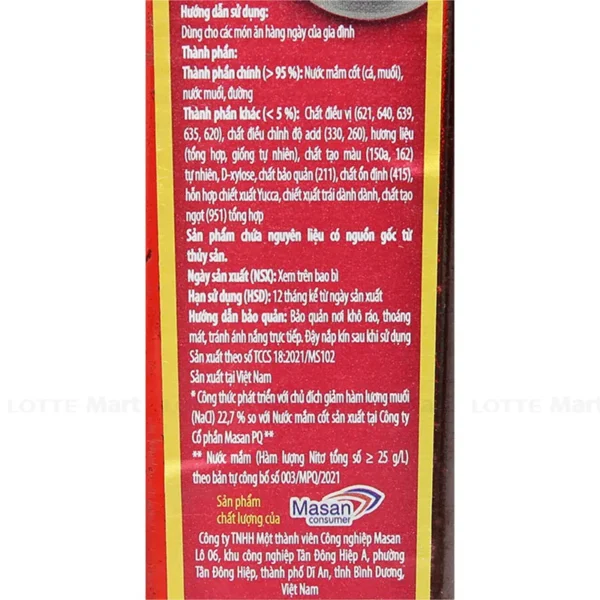 Hướng dẫn sử dụng:
Dùng cho các món ăn hàng ngày của gia định
Thành phần:
Thành phần chính (> 95 %): Nước mắm cốt (cá, muối),
nước muối, đường
Thành phần khác (< 5 %): Chất điều vị (621, 640, 639,
635, 620), chất điều chỉnh độ acid (330, 260), hương liệu
(tổng hợp, giống tự nhiên), chất tạo màu (150a, 162)
tự nhiên, D-xylose, chất bảo quản (211), chất ổn định (415),
hỗn hợp chiết xuất Yucca, chiết xuất trái dành dành, chất tạo
ngọt (951) tổng hợp
Sản phẩm chứa nguyên liệu có nguồn gốc từ
thủy sản.
Ngày sản xuất (NSX): Xem trên bao bì
Hạn sử dụng (HSD): 12 tháng kể từ ngày sản xuất
Hướng dẫn bảo quản: Bảo quản nơi khô ráo, thoáng
mát, tránh ánh nắng trực tiếp. Đậy nắp kín sau khi sử dụng
Sản xuất theo số TCCS 18:2021/MS102
Sản xuất tại Việt Nam
* Công thức phát triển với chủ đích giảm hàm lượng muối
(NaCl) 22,7 % so với Nước mắm cốt sản xuất tại Công ty
Cổ phần Masan PQ **
** Nước mắm (Hàm lượng Nitơ tổng số ≥ 25 g/L)
theo bản tự công bố số 003/MPQ/2021
Sản phẩm
chất lượng của
Masan
consumer
Công ty TNHH Một thành viên Công nghiệp Masan
Lô 06, khu công nghiệp Tân Đông Hiệp A, phường
Tân Đông Hiệp, thành phố Dĩ An, tỉnh Bình Dương,
Việt Nam
LOTTE Mart
LOTTE Mart